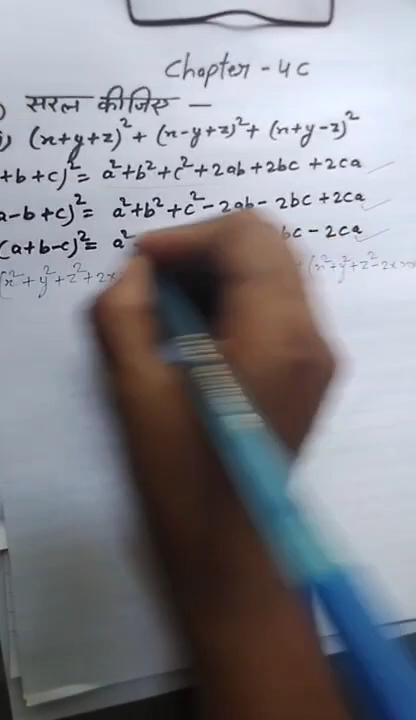 Chapter - 4C
) सरल कीजिए —
i) (x+y+z)² + (x-y+z)² + (x+y-z)²
+b+c)² = a²+b²+c²+2ab+2bc+2ca
a-b+c)² = a²+b²+c²-2ab-2bc+2ca
(a+b-c)² = a² bc-2ca
(x²+y²+z²+2x +(x²+y²+z²-2x